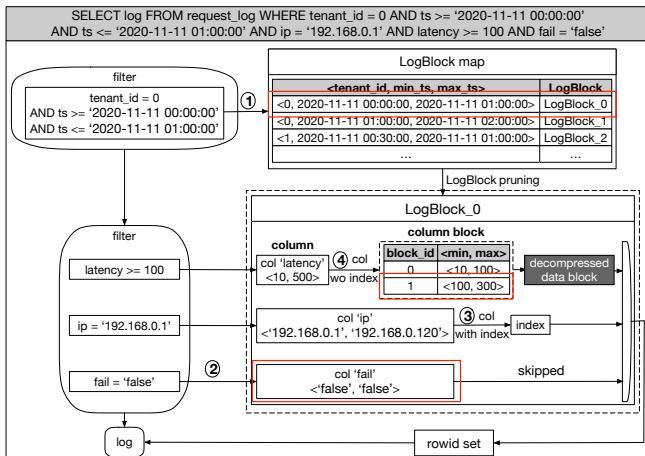 SELECT log FROM request_log WHERE tenant_id = 0 AND ts >= ‘2020-11-11 00:00:00’
AND ts <= ‘2020-11-11 01:00:00’ AND ip = ‘192.168.0.1’ AND latency >= 100 AND fail = ‘false’
filter
tenant_id = 0
AND ts >= ‘2020-11-11 00:00:00’
AND ts <= ‘2020-11-11 01:00:00’
①
LogBlock map
<tenant_id, min_ts, max_ts> LogBlock
<0, 2020-11-11 00:00:00, 2020-11-11 01:00:00> LogBlock_0
<0, 2020-11-11 01:00:00, 2020-11-11 02:00:00> LogBlock_1
<1, 2020-11-11 00:30:00, 2020-11-11 01:00:00> LogBlock_2
... ...
LogBlock pruning
LogBlock_0
filter
column
column block
latency >= 100
col ‘latency’
<10, 500>
④ col
wo index
block_id <min, max>
0 <10, 100>
1 <100, 300>
decompressed
data block
ip = ‘192.168.0.1’
col ‘ip’
<‘192.168.0.1’, ‘192.168.0.120’>
③ col
with index
index
fail = ‘false’
②
col ‘fail’
<‘false’, ‘false’>
skipped
log
rowid set